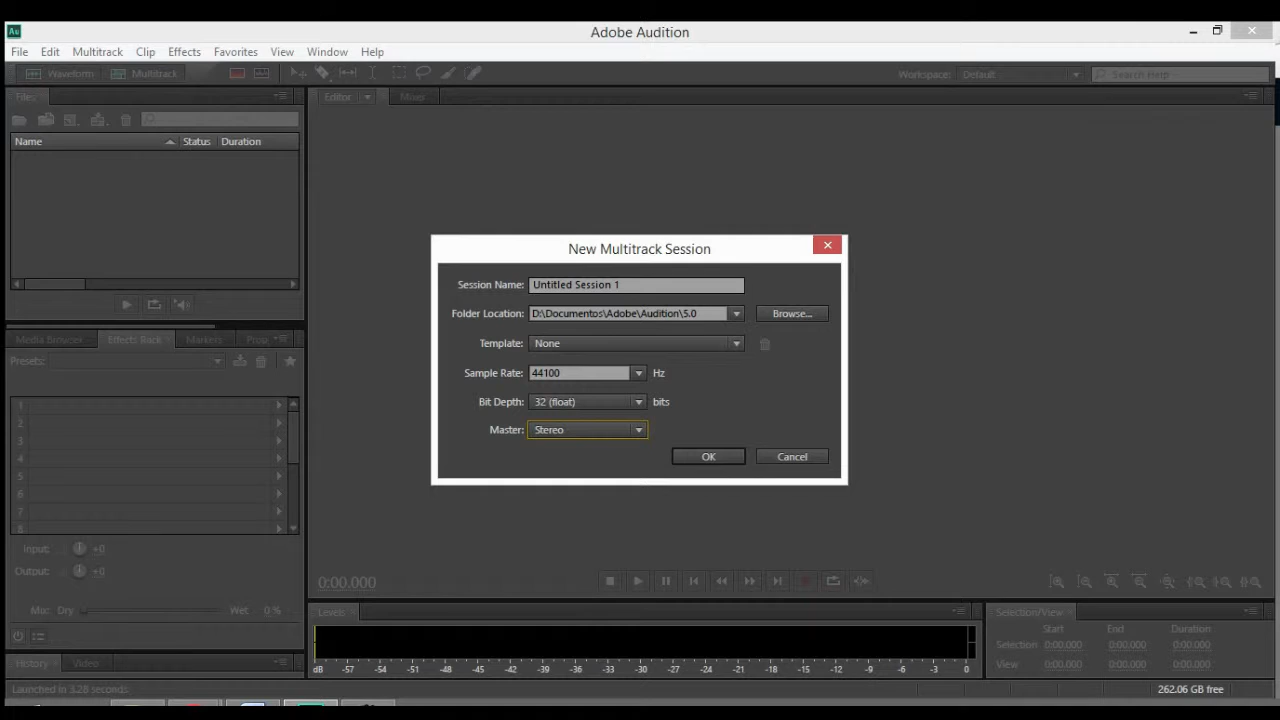 Au
Adobe Audition
File Edit Multitrack Clip Effects Favorites View Window Help
Waveform Multitrack Workspace: Default Search Help
Files Editor Mixer
Name Status Duration
New Multitrack Session
Session Name: Untitled Session 1
Folder Location: D:\Documentos\Adobe\Audition\5.0 Browse...
Template: None
Sample Rate: 44100 Hz
Bit Depth: 32 (float) bits
Master: Stereo
OK Cancel
Media Browser Effects Rack Markers Prop
Presets:
1
2
3
4
5
6
7
8
Input: +0
Output: +0
Mix: Dry Wet 0 %
0:00.000
Levels
dB -57 -54 -51 -48 -45 -42 -39 -36 -33 -30 -27 -24 -21 -18 -15 -12 -9 -6 -3 0
Selection/View
Start End Duration
Selection 0:00.000 0:00.000 0:00.000
View 0:00.000 0:00.000 0:00.000
History Video
Launched in 3.28 seconds
262.06 GB free